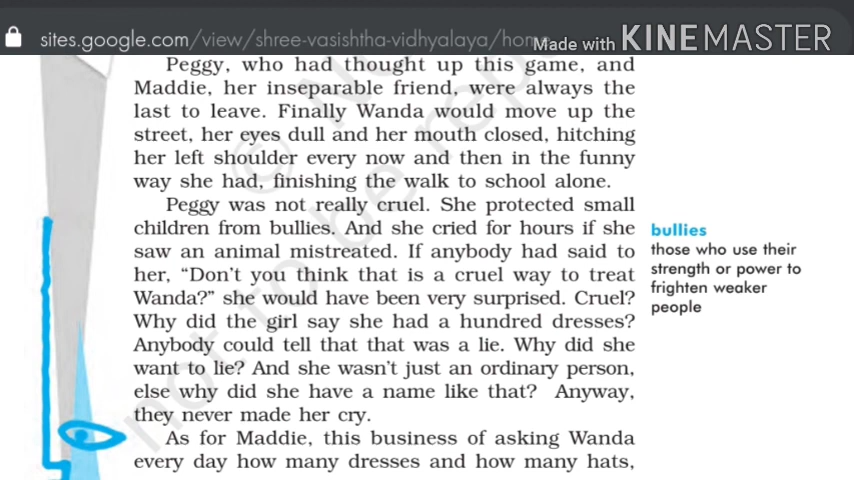 sites.google.com/view/shree-vasishtha-vidhyalaya/hom
Made with KINEMASTER
Peggy, who had thought up this game, and
Maddie, her inseparable friend, were always the
last to leave. Finally Wanda would move up the
street, her eyes dull and her mouth closed, hitching
her left shoulder every now and then in the funny
way she had, finishing the walk to school alone.
Peggy was not really cruel. She protected small
children from bullies. And she cried for hours if she
saw an animal mistreated. If anybody had said to
her, “Don’t you think that is a cruel way to treat
Wanda?” she would have been very surprised. Cruel?
Why did the girl say she had a hundred dresses?
Anybody could tell that that was a lie. Why did she
want to lie? And she wasn’t just an ordinary person,
else why did she have a name like that? Anyway,
they never made her cry.
As for Maddie, this business of asking Wanda
every day how many dresses and how many hats,
bullies
those who use their
strength or power to
frighten weaker
people
not to be